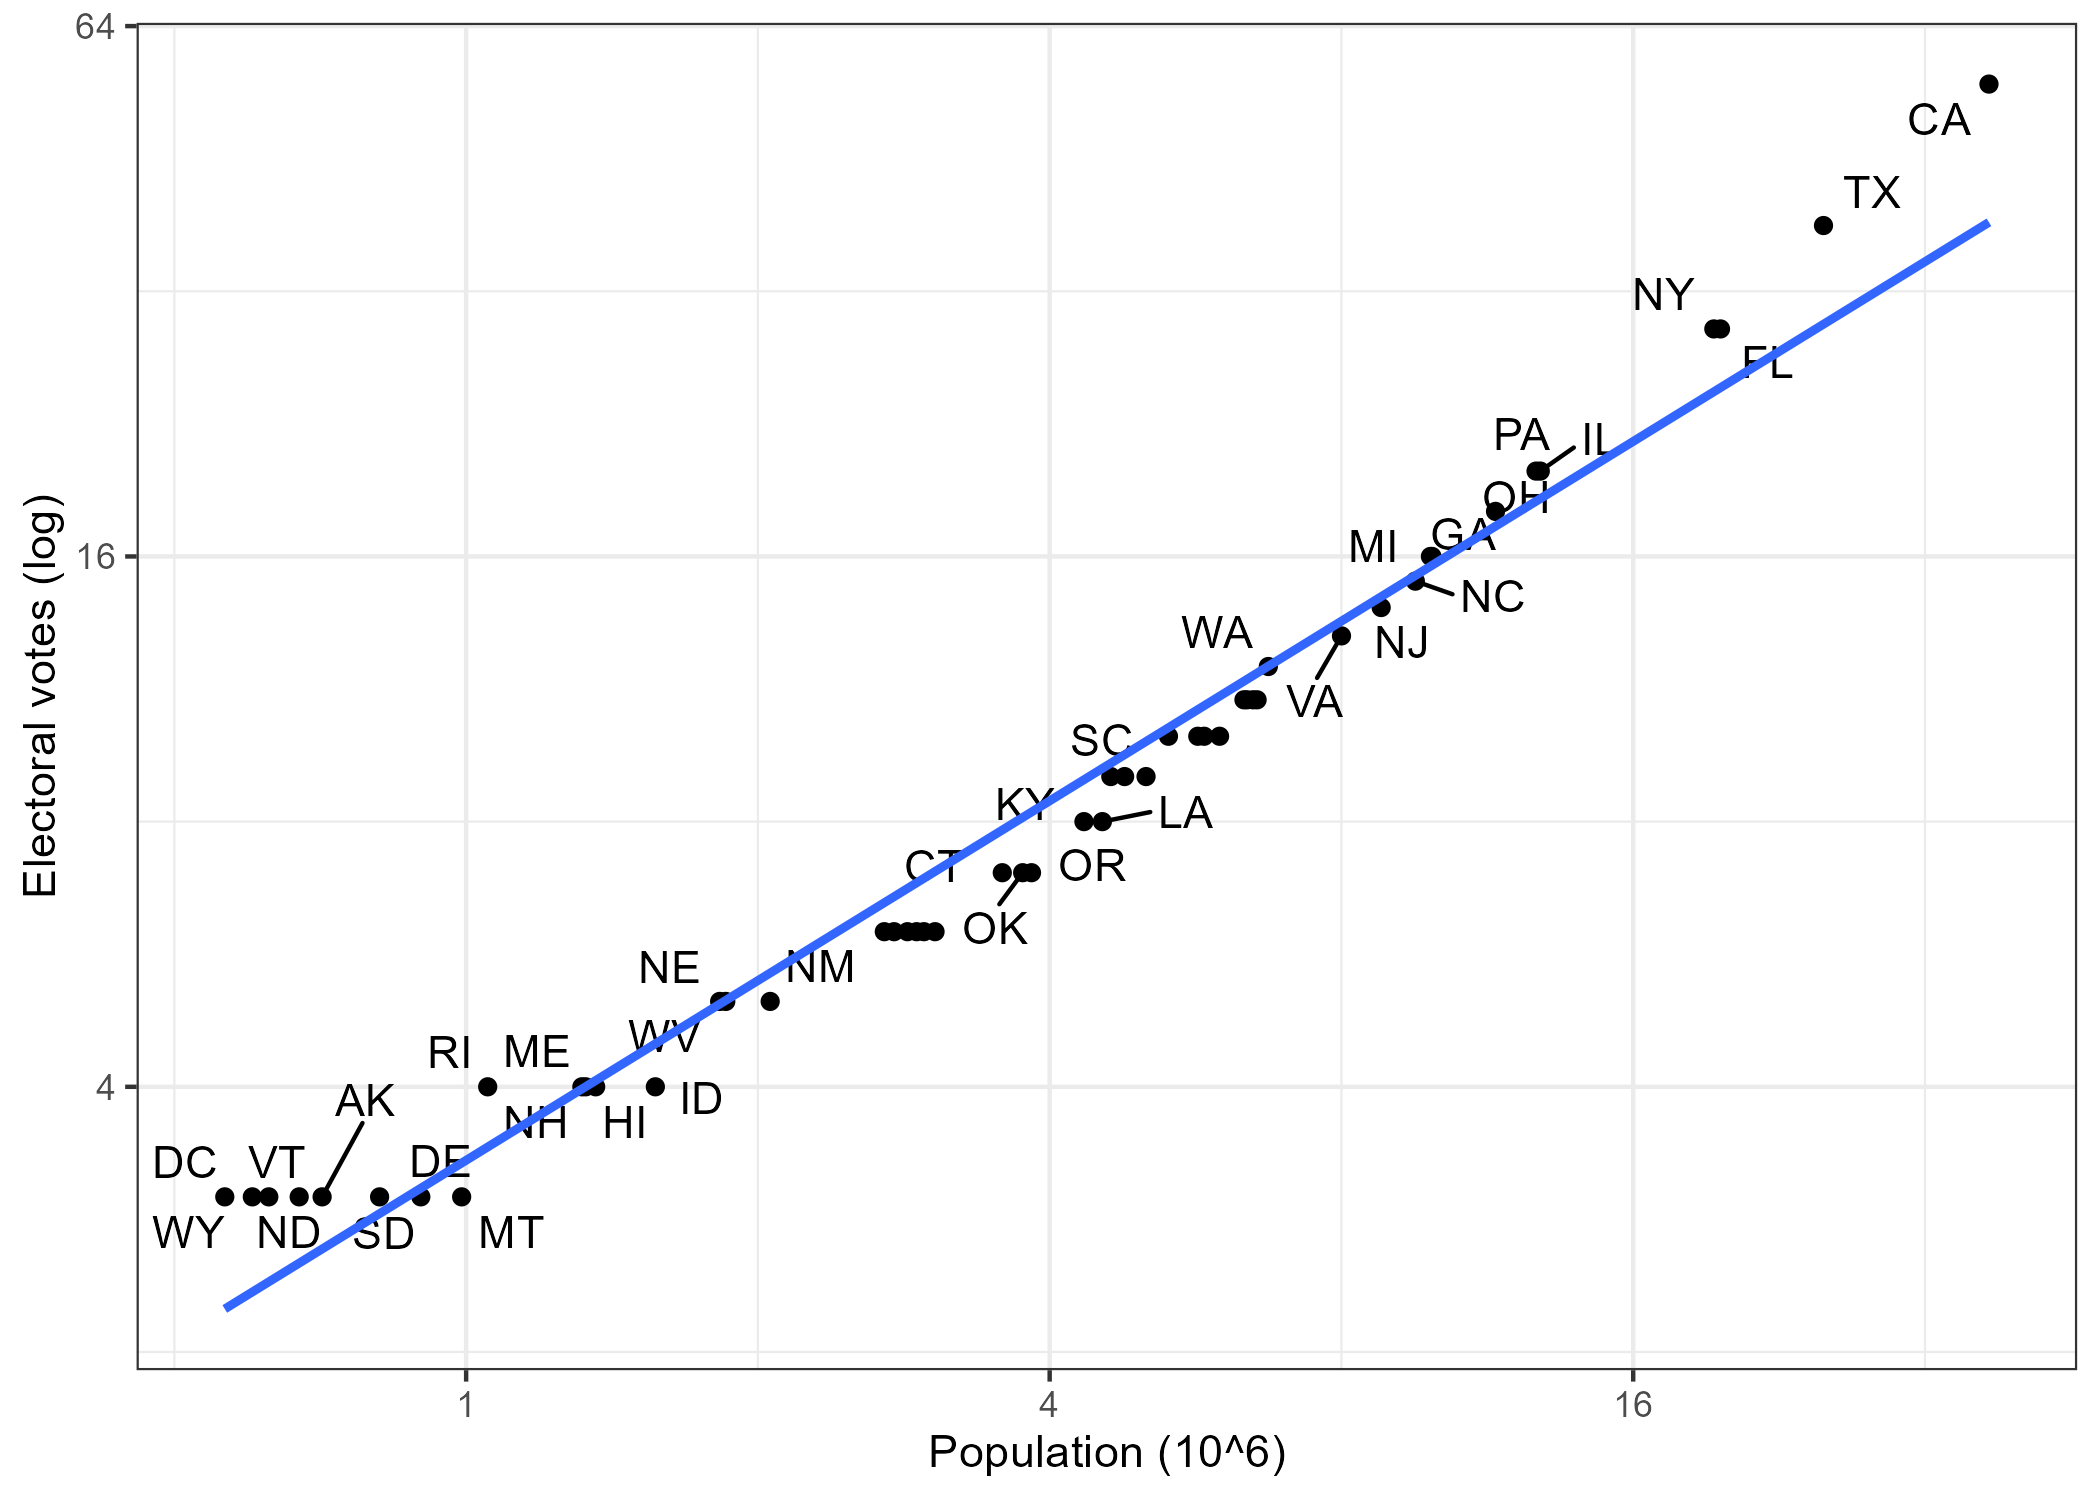 64
CA
TX
NY
FL
PA IL
OH
GA
MI
16
NC
NJ
WA
VA
SC
KY
LA
CT
OR
OK
NE
NM
WV
RI ME
ID
AK
NH HI
4
DC VT DE
WY ND SD MT
Electoral votes (log)
1 4 16
Population (10^6)